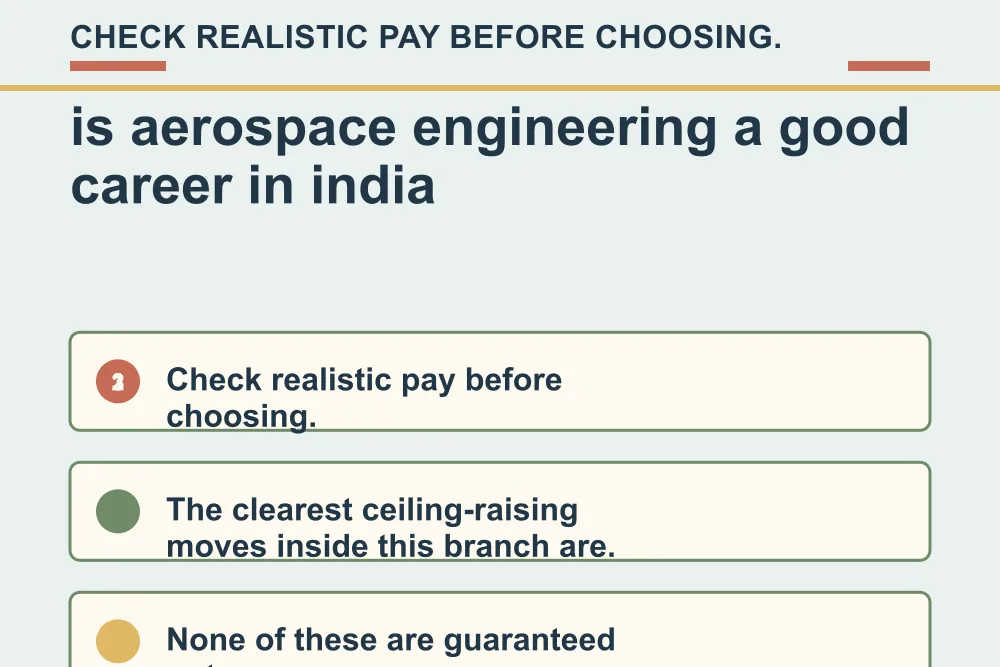 CHECK REALISTIC PAY BEFORE CHOOSING.
is aerospace engineering a good
career in india
Check realistic pay before
choosing.
The clearest ceiling-raising
moves inside this branch are.
None of these are guaranteed